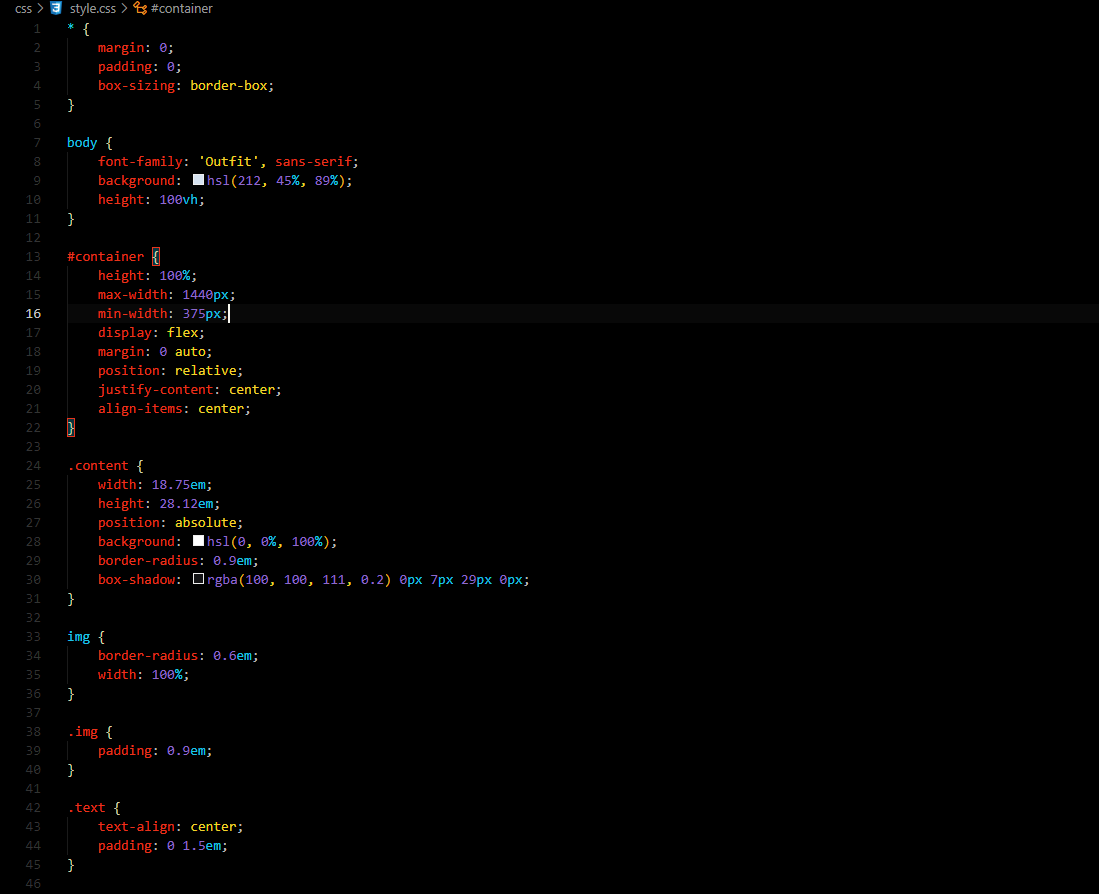 css > style.css > #container
1 * {
2     margin: 0;
3     padding: 0;
4     box-sizing: border-box;
5 }
6
7 body {
8     font-family: 'Outfit', sans-serif;
9     background: hsl(212, 45%, 89%);
10     height: 100vh;
11 }
12
13 #container {
14     height: 100%;
15     max-width: 1440px;
16     min-width: 375px;
17     display: flex;
18     margin: 0 auto;
19     position: relative;
20     justify-content: center;
21     align-items: center;
22 }
23
24 .content {
25     width: 18.75em;
26     height: 28.12em;
27     position: absolute;
28     background: hsl(0, 0%, 100%);
29     border-radius: 0.9em;
30     box-shadow: rgba(100, 100, 111, 0.2) 0px 7px 29px 0px;
31 }
32
33 img {
34     border-radius: 0.6em;
35     width: 100%;
36 }
37
38 .img {
39     padding: 0.9em;
40 }
41
42 .text {
43     text-align: center;
44     padding: 0 1.5em;
45 }
46